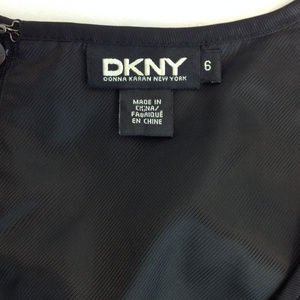 DKNY
DONNA KARAN NEW YORK
6
MADE IN
CHINA/
FABRIQUÉ
EN CHINE